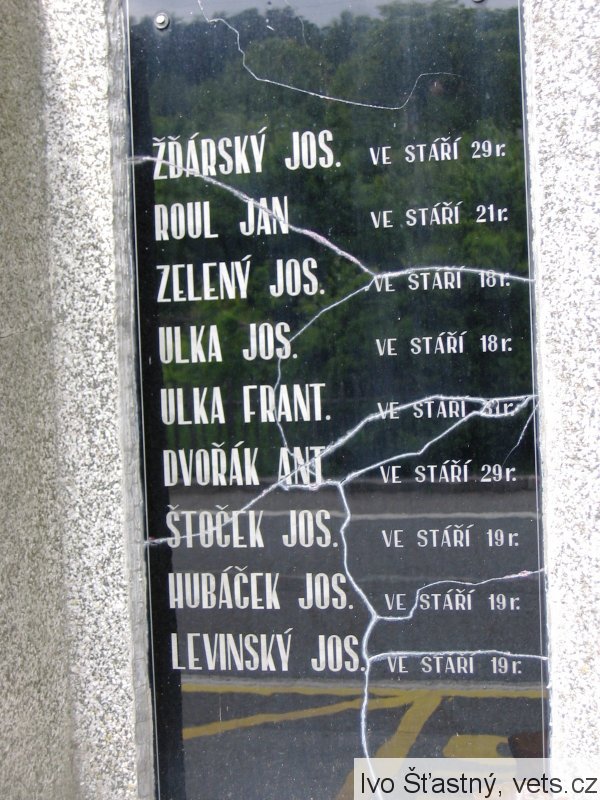 ŽĎÁRSKÝ JOS. VE STÁŘÍ 29r.
ROUL JAN VE STÁŘÍ 21r.
ZELENÝ JOS. VE STÁŘÍ 18r.
ULKA JOS. VE STÁŘÍ 18r.
ULKA FRANT. VE STÁŘÍ
DVOŘÁK ANT VE STÁŘÍ 29r.
ŠTOČEK JOS. VE STÁŘÍ 19r.
HUBÁČEK JOS. VE STÁŘÍ 19r.
LEVINSKÝ JOS. VE STÁŘÍ 19r.
Ivo Šťastný, vets.cz